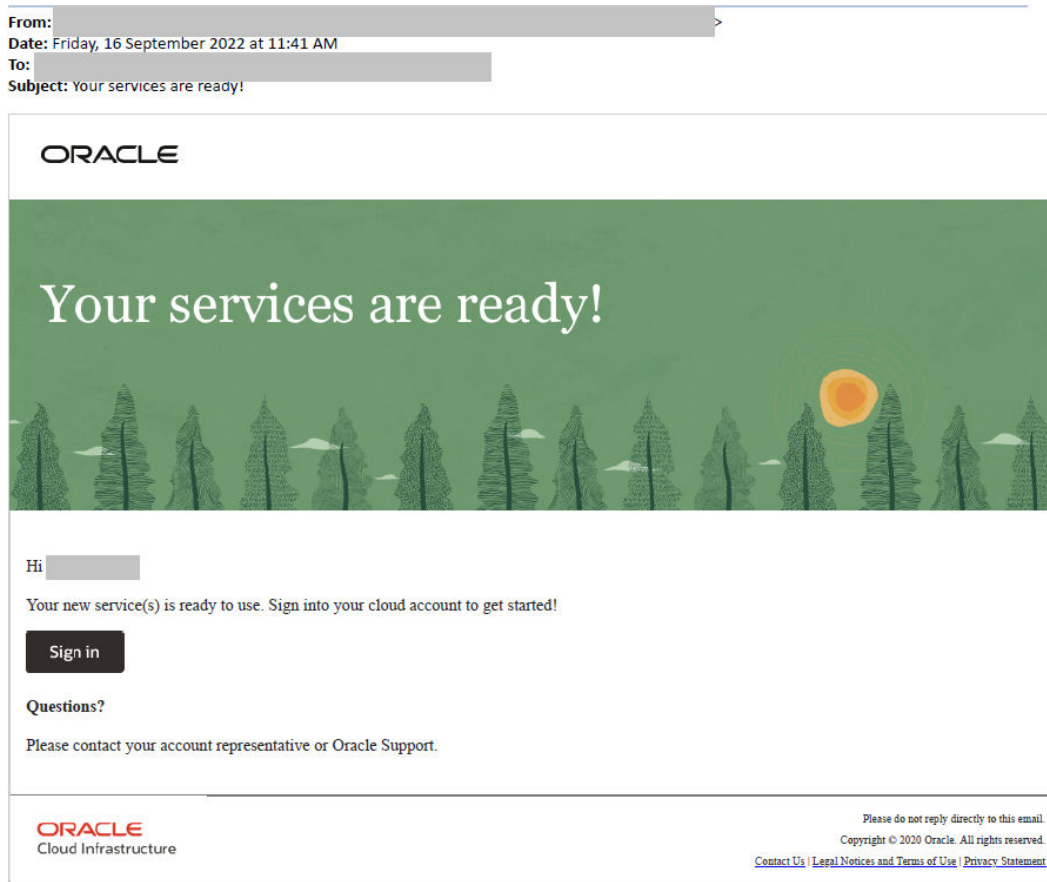 From: >
Date: Friday, 16 September 2022 at 11:41 AM
To:
Subject: Your services are ready!
ORACLE
Your services are ready!
Hi
Your new service(s) is ready to use. Sign into your cloud account to get started!
Sign in
Questions?
Please contact your account representative or Oracle Support.
ORACLE
Cloud Infrastructure
Please do not reply directly to this email.
Copyright © 2020 Oracle. All rights reserved.
Contact Us | Legal Notices and Terms of Use | Privacy Statement